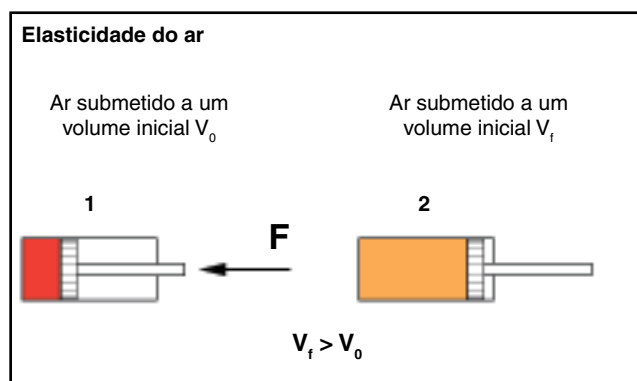 Elasticidade do ar
Ar submetido a um
volume inicial V₀
Ar submetido a um
volume inicial Vf
1
2
F
Vf > V₀